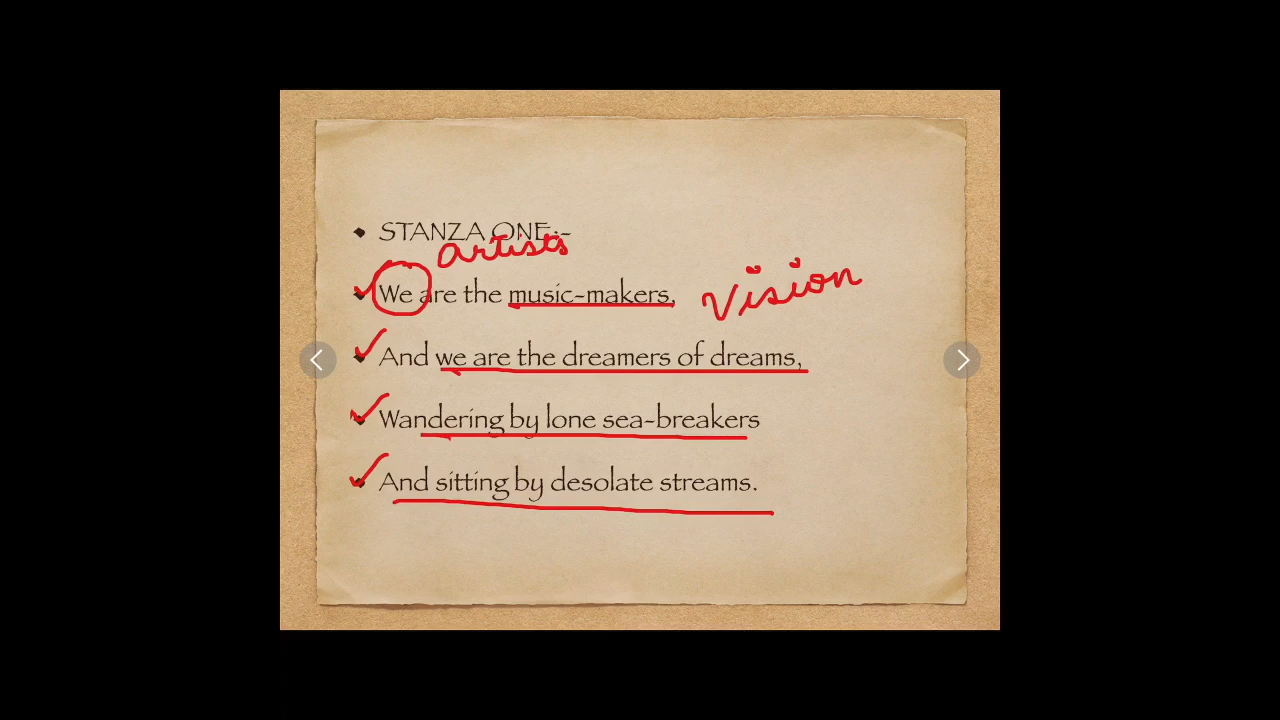 STANZA ONE:-
artists
We are the music-makers,
Vision
And we are the dreamers of dreams,
Wandering by lone sea-breakers
And sitting by desolate streams.